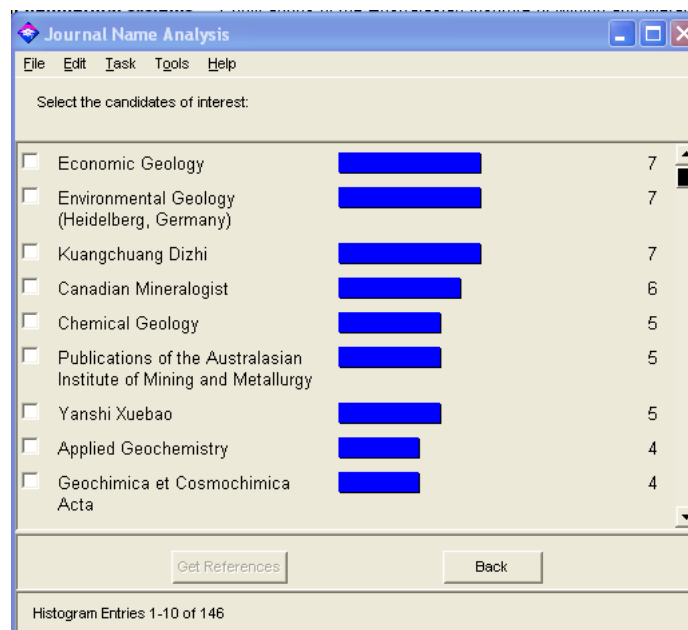 Journal Name Analysis
File Edit Task Tools Help
Select the candidates of interest:
Economic Geology 7
Environmental Geology 7
(Heidelberg, Germany)
Kuangchuang Dizhi 7
Canadian Mineralogist 6
Chemical Geology 5
Publications of the Australasian 5
Institute of Mining and Metallurgy
Yanshi Xuebao 5
Applied Geochemistry 4
Geochimica et Cosmochimica 4
Acta
Get References Back
Histogram Entries 1-10 of 146